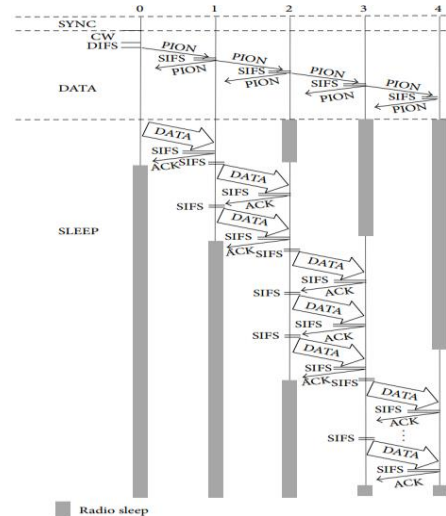 0 1 2 3 4
SYNC
CW
DIFS
PION
SIFS PION
PION SIFS PION
PION SIFS PION
PION SIFS
PION
DATA
DATA
SIFS
ACK SIFS
DATA
SIFS
SIFS ACK
DATA
SLEEP
SIFS
ACK SIFS
DATA
SIFS
SIFS ACK
DATA
SIFS
SIFS ACK
DATA
SIFS
ACK SIFS
DATA
SIFS
ACK
SIFS
DATA
SIFS
ACK
Radio sleep